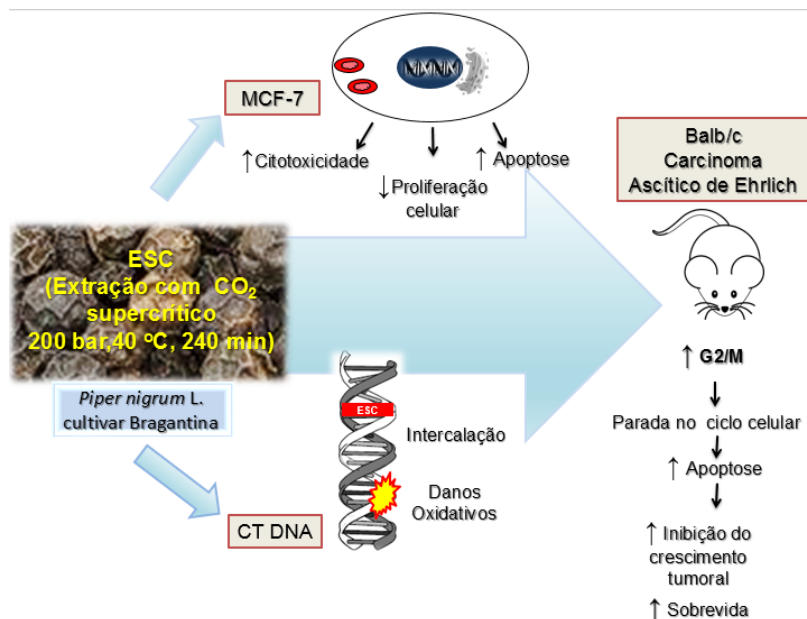 MCF-7
↑Citotoxicidade
↓Proliferação
celular
↑ Apoptose
Balb/c
Carcinoma
Ascítico de Ehrlich
ESC
(Extração com CO₂
supercrítico
200 bar,40 ºC, 240 min)
Piper nigrum L.
cultivar Bragantina
CT DNA
ESC
Intercalação
Danos
Oxidativos
↑ G2/M
Parada no ciclo celular
↑ Apoptose
↑ Inibição do
crescimento
tumoral
↑ Sobrevida